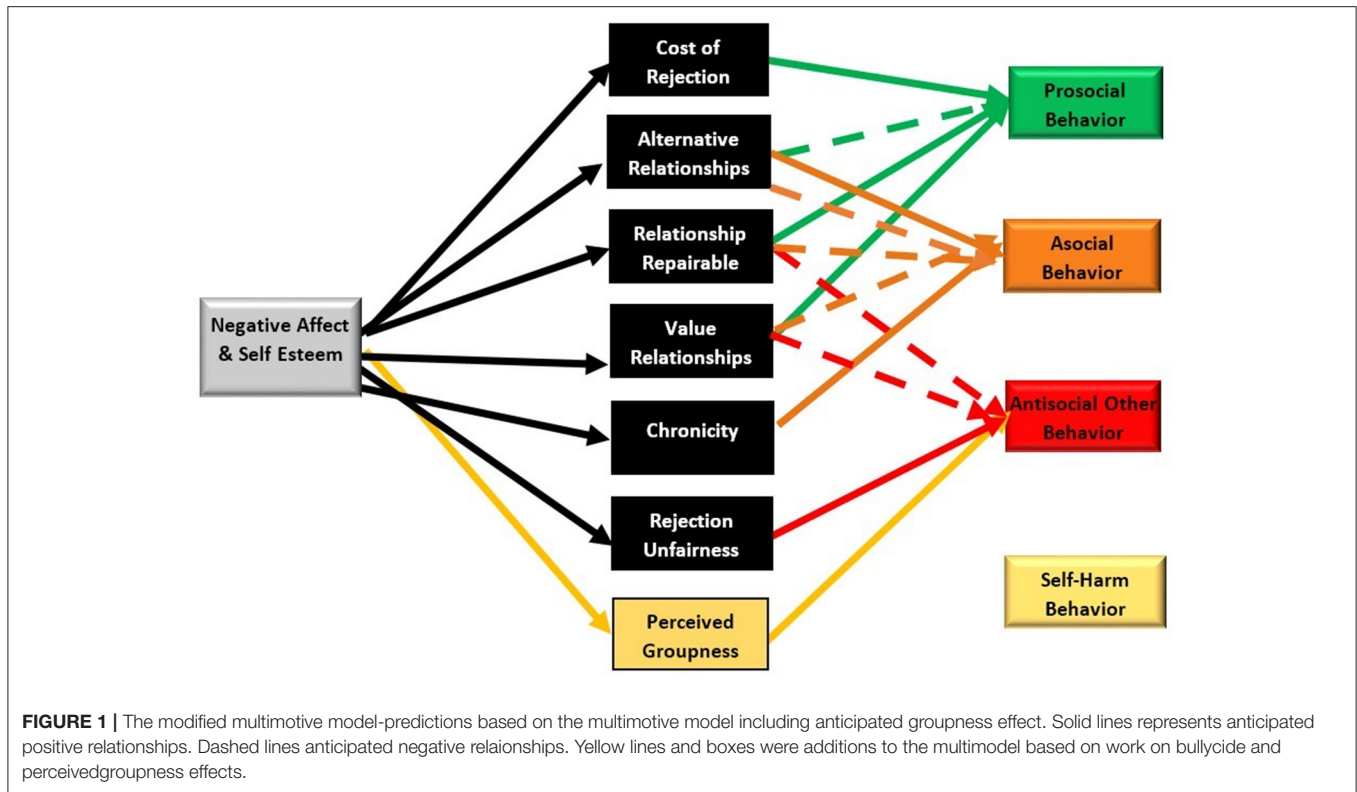 Cost of
Rejection
Prosocial
Behavior
Alternative
Relationships
Relationship
Repairable
Asocial
Behavior
Negative Affect
& Self Esteem
Value
Relationships
Chronicity
Antisocial Other
Behavior
Rejection
Unfairness
Self-Harm
Behavior
Perceived
Groupness
FIGURE 1 | The modified multimotive model-predictions based on the multimotive model including anticipated groupness effect. Solid lines represents anticipated
positive relationships. Dashed lines anticipated negative relaionships. Yellow lines and boxes were additions to the multimodel based on work on bullycide and
perceivedgroupness effects.